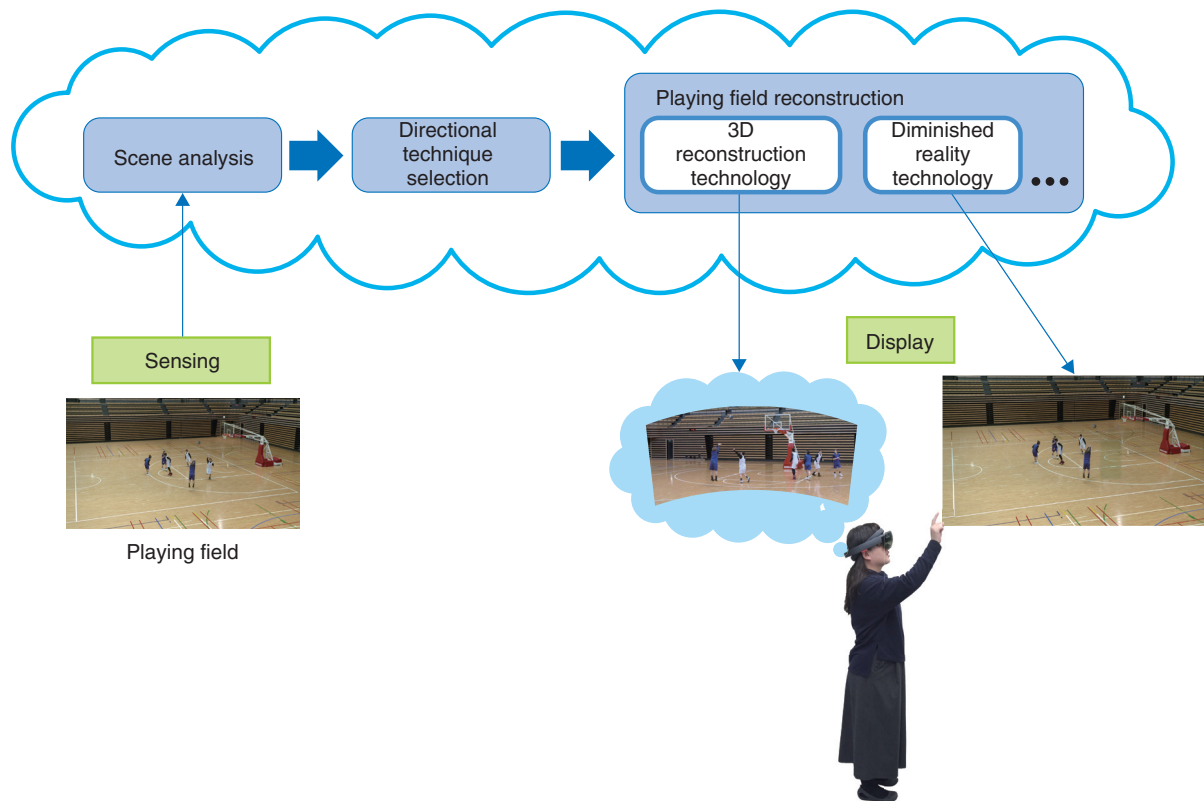 Playing field reconstruction
Scene analysis
Directional
technique
selection
3D
reconstruction
technology
Diminished
reality
technology
Sensing
Display
Playing field